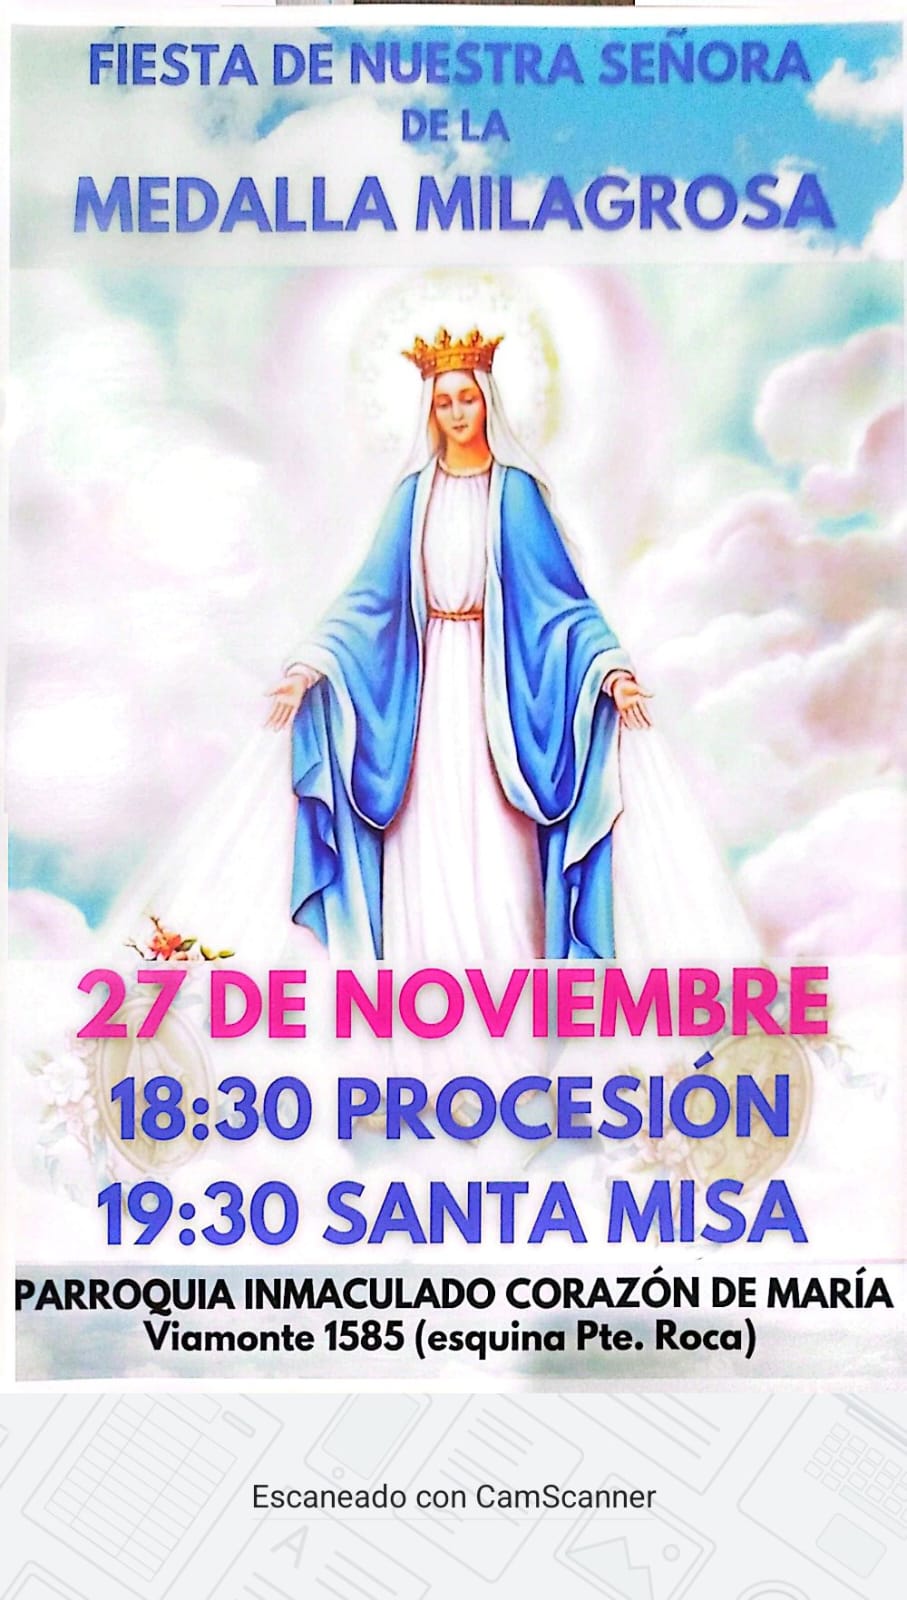 FIESTA DE NUESTRA SEÑORA
DE LA
MEDALLA MILAGROSA
27 DE NOVIEMBRE
18:30 PROCESIÓN
19:30 SANTA MISA
PARROQUIA INMACULADO CORAZÓN DE MARÍA
Viamonte 1585 (esquina Pte. Roca)
Escaneado con CamScanner